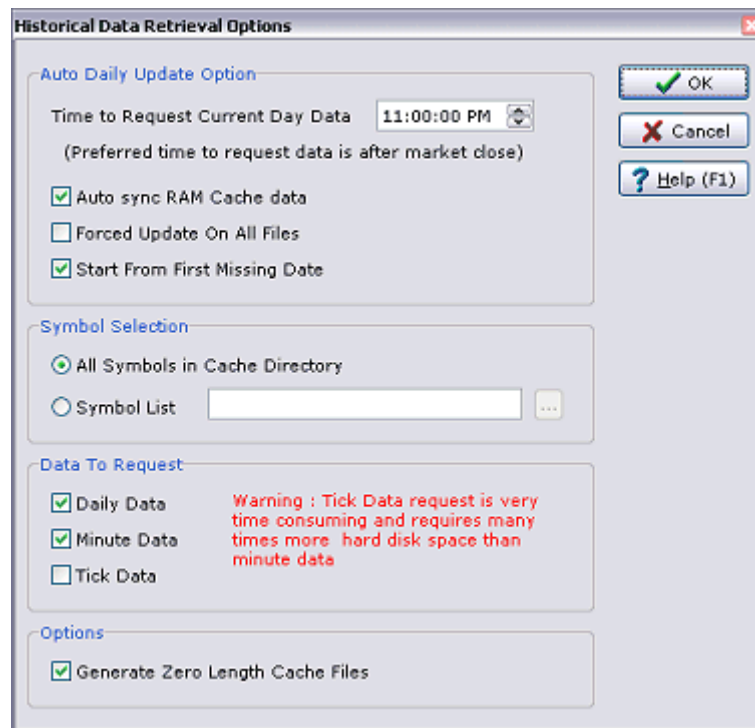 Historical Data Retrieval Options
Auto Daily Update Option
Time to Request Current Day Data
11:00:00 PM
(Preferred time to request data is after market close)
Auto sync RAM Cache data
Forced Update On All Files
Start From First Missing Date
Symbol Selection
All Symbols in Cache Directory
Symbol List
...
Data To Request
Daily Data
Minute Data
Tick Data
Warning : Tick Data request is very
time consuming and requires many
times more hard disk space than
minute data
Options
Generate Zero Length Cache Files
OK
Cancel
Help (F1)